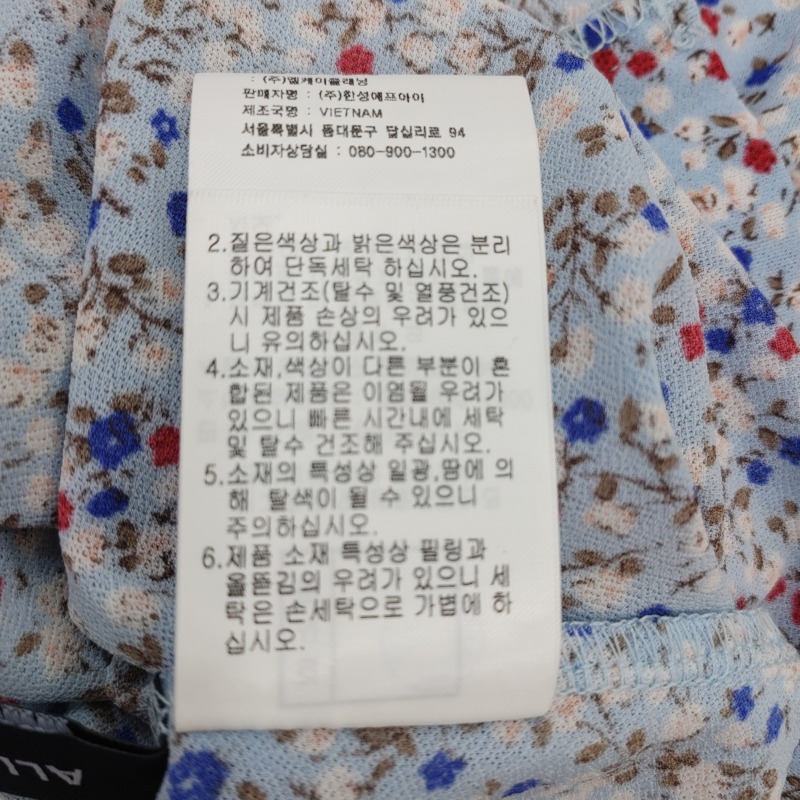 : (주)엘케이플래닝
판매자명 : (주)한성에프아이
제조국명 : VIETNAM
서울특별시 동대문구 답십리로 94
소비자상담실 : 080-900-1300
2.짙은색상과 밝은색상은 분리
하여 단독세탁 하십시오.
3.기계건조(탈수 및 열풍건조)
시 제품 손상의 우려가 있으
니 유의하십시오.
4.소재,색상이 다른 부분이 혼
합된 제품은 이염될 우려가
있으니 빠른 시간내에 세탁
및 탈수 건조해 주십시오.
5.소재의 특성상 일광,땀에 의
해 탈색이 될 수 있으니
주의하십시오.
6.제품 소재 특성상 필링과
올뜯김의 우려가 있으니 세
탁은 손세탁으로 가볍에 하
십시오.
ALL